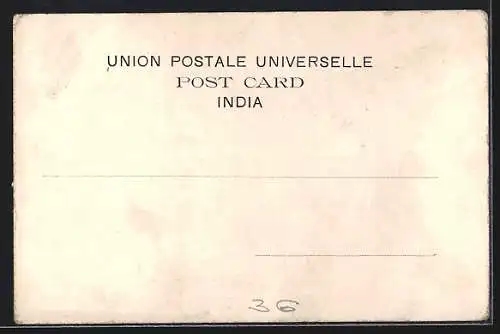 UNION POSTALE UNIVERSELLE
POST CARD
INDIA
36